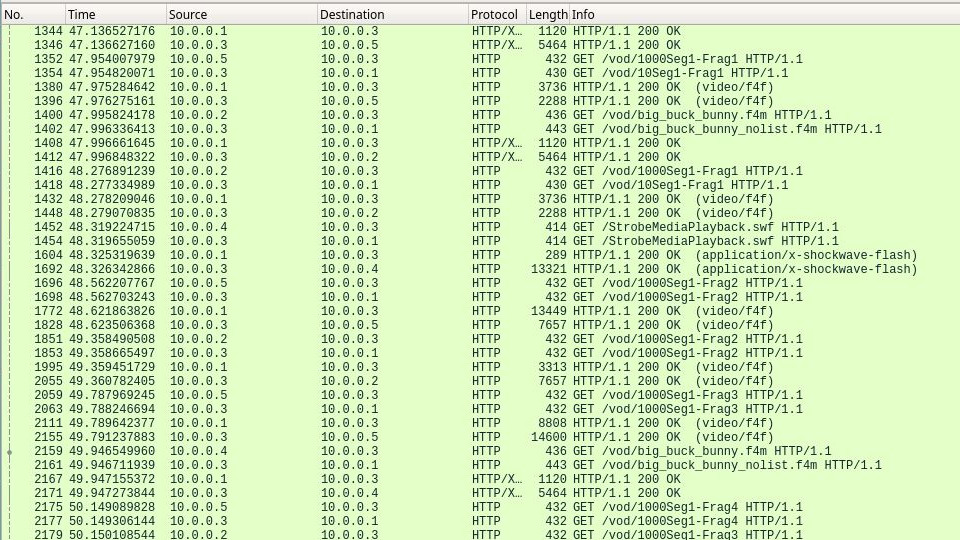 No. Time Source Destination Protocol Length Info
1344 47.136527176 10.0.0.1 10.0.0.3 HTTP/X… 1120 HTTP/1.1 200 OK
1346 47.136627160 10.0.0.3 10.0.0.5 HTTP/X… 5464 HTTP/1.1 200 OK
1352 47.954007979 10.0.0.5 10.0.0.3 HTTP 432 GET /vod/1000Seg1-Frag1 HTTP/1.1
1354 47.954820071 10.0.0.3 10.0.0.1 HTTP 430 GET /vod/10Seg1-Frag1 HTTP/1.1
1380 47.975284642 10.0.0.1 10.0.0.3 HTTP 3736 HTTP/1.1 200 OK (video/f4f)
1396 47.976275161 10.0.0.3 10.0.0.5 HTTP 2288 HTTP/1.1 200 OK (video/f4f)
1400 47.995824178 10.0.0.2 10.0.0.3 HTTP 436 GET /vod/big_buck_bunny.f4m HTTP/1.1
1402 47.996336413 10.0.0.3 10.0.0.1 HTTP 443 GET /vod/big_buck_bunny_nolist.f4m HTTP/1.1
1408 47.996661645 10.0.0.1 10.0.0.3 HTTP/X… 1120 HTTP/1.1 200 OK
1412 47.996848322 10.0.0.3 10.0.0.2 HTTP/X… 5464 HTTP/1.1 200 OK
1416 48.276891239 10.0.0.2 10.0.0.3 HTTP 432 GET /vod/1000Seg1-Frag1 HTTP/1.1
1418 48.277334989 10.0.0.3 10.0.0.1 HTTP 430 GET /vod/10Seg1-Frag1 HTTP/1.1
1432 48.278209046 10.0.0.1 10.0.0.3 HTTP 3736 HTTP/1.1 200 OK (video/f4f)
1448 48.279070835 10.0.0.3 10.0.0.2 HTTP 2288 HTTP/1.1 200 OK (video/f4f)
1452 48.319224715 10.0.0.4 10.0.0.3 HTTP 414 GET /StrobeMediaPlayback.swf HTTP/1.1
1454 48.319655059 10.0.0.3 10.0.0.1 HTTP 414 GET /StrobeMediaPlayback.swf HTTP/1.1
1604 48.325319639 10.0.0.1 10.0.0.3 HTTP 289 HTTP/1.1 200 OK (application/x-shockwave-flash)
1692 48.326342866 10.0.0.3 10.0.0.4 HTTP 13321 HTTP/1.1 200 OK (application/x-shockwave-flash)
1696 48.562207767 10.0.0.5 10.0.0.3 HTTP 432 GET /vod/1000Seg1-Frag2 HTTP/1.1
1698 48.562703243 10.0.0.3 10.0.0.1 HTTP 432 GET /vod/1000Seg1-Frag2 HTTP/1.1
1772 48.621863826 10.0.0.1 10.0.0.3 HTTP 13449 HTTP/1.1 200 OK (video/f4f)
1828 48.623506368 10.0.0.3 10.0.0.5 HTTP 7657 HTTP/1.1 200 OK (video/f4f)
1851 49.358490508 10.0.0.2 10.0.0.3 HTTP 432 GET /vod/1000Seg1-Frag2 HTTP/1.1
1853 49.358665497 10.0.0.3 10.0.0.1 HTTP 432 GET /vod/1000Seg1-Frag2 HTTP/1.1
1995 49.359451729 10.0.0.1 10.0.0.3 HTTP 3313 HTTP/1.1 200 OK (video/f4f)
2055 49.360782405 10.0.0.3 10.0.0.2 HTTP 7657 HTTP/1.1 200 OK (video/f4f)
2059 49.787969245 10.0.0.5 10.0.0.3 HTTP 432 GET /vod/1000Seg1-Frag3 HTTP/1.1
2063 49.788246694 10.0.0.3 10.0.0.1 HTTP 432 GET /vod/1000Seg1-Frag3 HTTP/1.1
2111 49.789642377 10.0.0.1 10.0.0.3 HTTP 8808 HTTP/1.1 200 OK (video/f4f)
2155 49.791237883 10.0.0.3 10.0.0.5 HTTP 14600 HTTP/1.1 200 OK (video/f4f)
2159 49.946549960 10.0.0.4 10.0.0.3 HTTP 436 GET /vod/big_buck_bunny.f4m HTTP/1.1
2161 49.946711939 10.0.0.3 10.0.0.1 HTTP 443 GET /vod/big_buck_bunny_nolist.f4m HTTP/1.1
2167 49.947155372 10.0.0.1 10.0.0.3 HTTP/X… 1120 HTTP/1.1 200 OK
2171 49.947273844 10.0.0.3 10.0.0.4 HTTP/X… 5464 HTTP/1.1 200 OK
2175 50.149089828 10.0.0.5 10.0.0.3 HTTP 432 GET /vod/1000Seg1-Frag4 HTTP/1.1
2177 50.149306144 10.0.0.3 10.0.0.1 HTTP 432 GET /vod/1000Seg1-Frag4 HTTP/1.1
2179 50.150108544 10.0.0.2 10.0.0.3 HTTP 432 GET /vod/1000Seg1-Frag3 HTTP/1.1